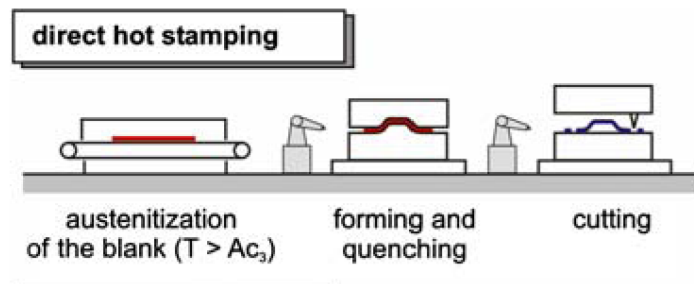 direct hot stamping
austenitization
of the blank (T > Ac₃)
forming and
quenching
cutting